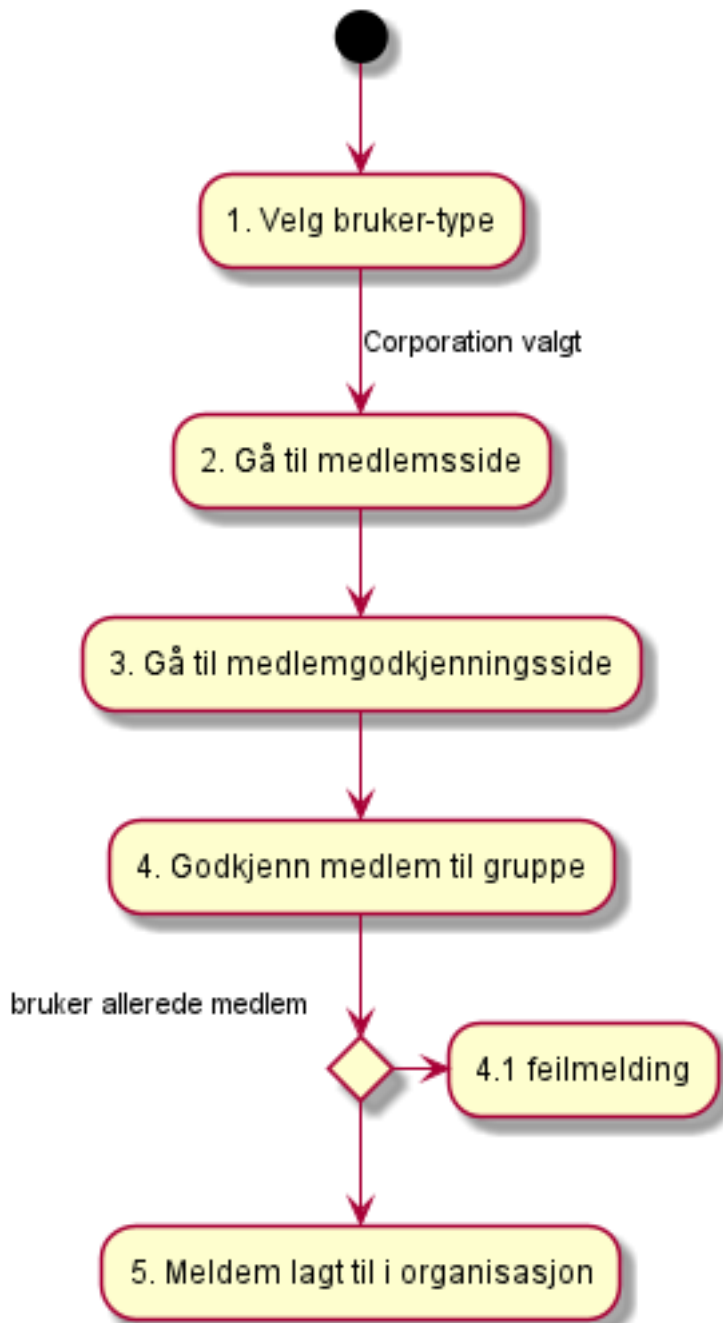 1. Velg bruker-type
Corporation valgt
2. Gå til medlemsside
3. Gå til medlemgodkjenningsside
4. Godkjenn medlem til gruppe
bruker allerede medlem
4.1 feilmelding
5. Meldem lagt til i organisasjon